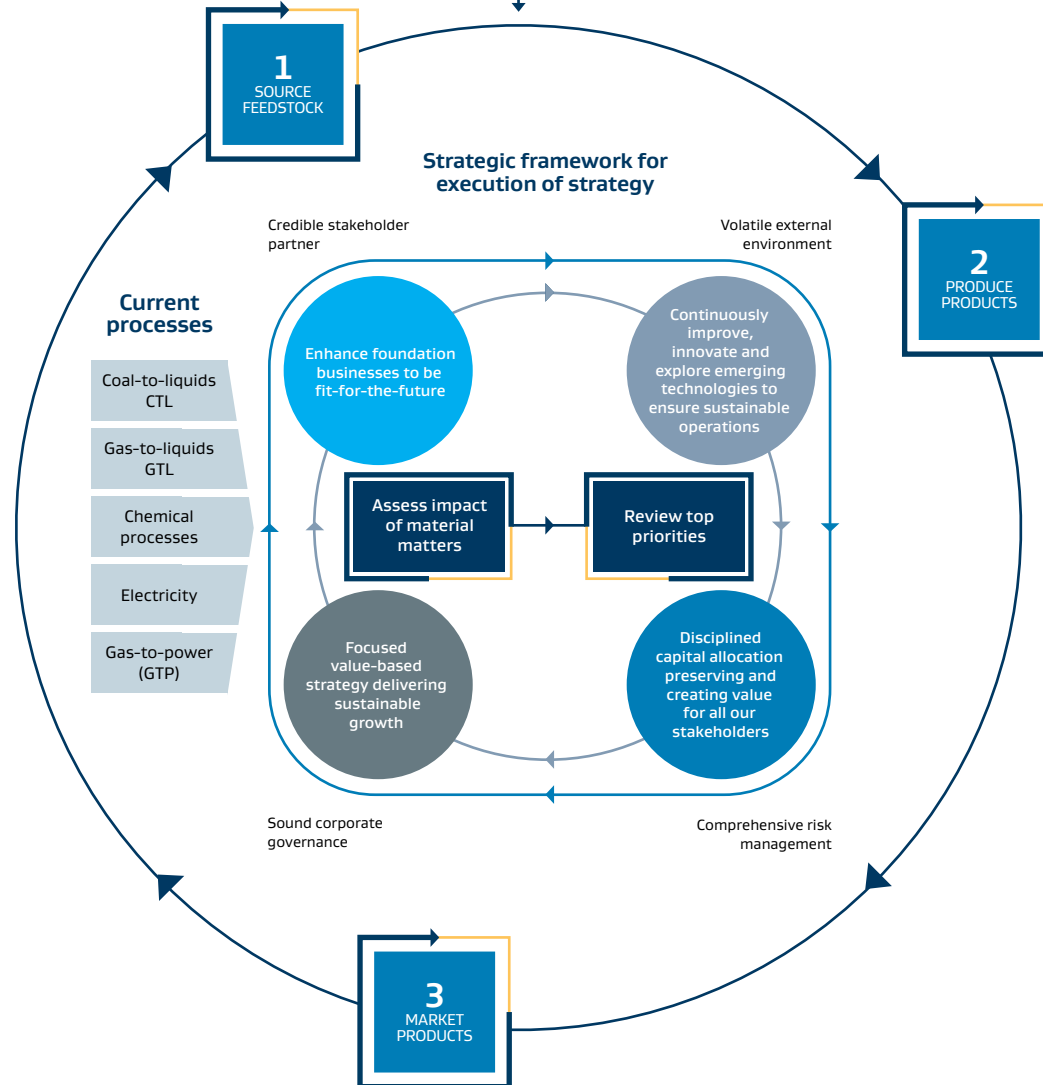 1
SOURCE
FEEDSTOCK
Strategic framework for
execution of strategy
Credible stakeholder
partner
Volatile external
environment
2
PRODUCE
PRODUCTS
Current
processes
Coal-to-liquids
CTL
Gas-to-liquids
GTL
Chemical
processes
Electricity
Gas-to-power
(GTP)
Enhance foundation
businesses to be
fit-for-the-future
Continuously
improve,
innovate and
explore emerging
technologies to
ensure sustainable
operations
Assess impact
of material
matters
Review top
priorities
Focused
value-based
strategy delivering
sustainable
growth
Disciplined
capital allocation
preserving and
creating value
for all our
stakeholders
Sound corporate
governance
Comprehensive risk
management
3
MARKET
PRODUCTS